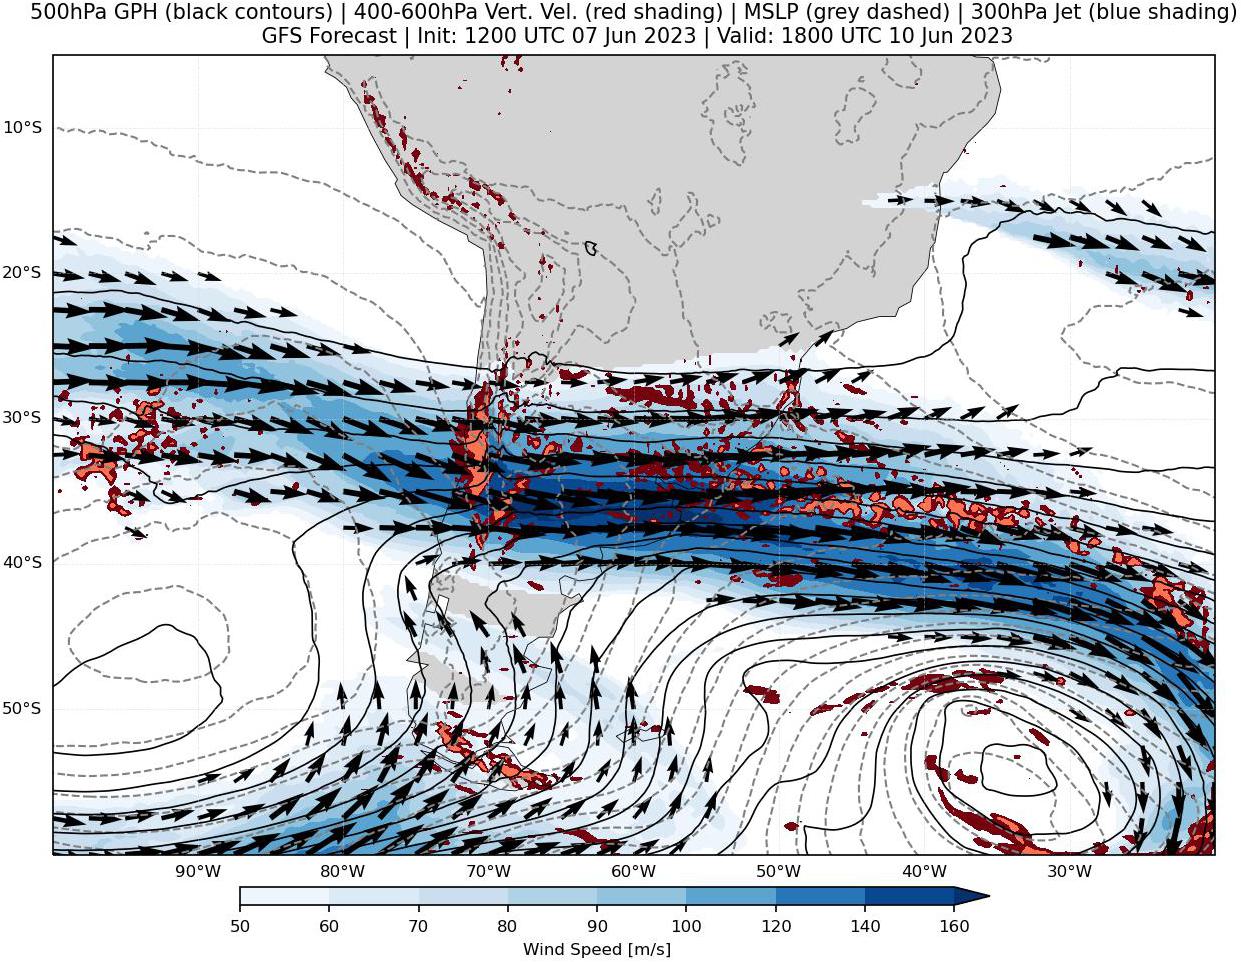 500hPa GPH (black contours) | 400-600hPa Vert. Vel. (red shading) | MSLP (grey dashed) | 300hPa Jet (blue shading)
GFS Forecast | Init: 1200 UTC 07 Jun 2023 | Valid: 1800 UTC 10 Jun 2023
10°S
20°S
30°S
40°S
50°S
90°W 80°W 70°W 60°W 50°W 40°W 30°W
50 60 70 80 90 100 120 140 160
Wind Speed [m/s]